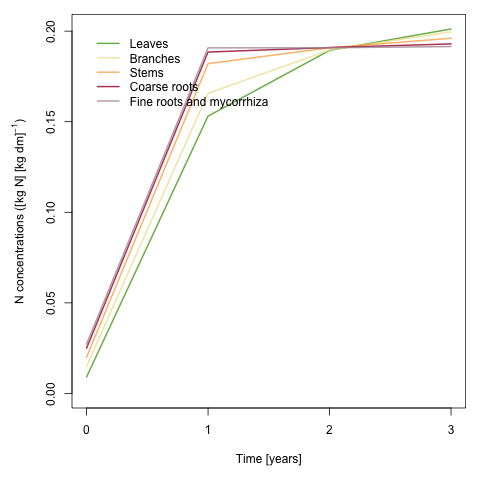 Leaves
Branches
Stems
Coarse roots
Fine roots and mycorrhiza
N concentrations ([kg N] [kg dm]⁻¹)
0.20
0.15
0.10
0.05
0.00
0 1 2 3
Time [years]